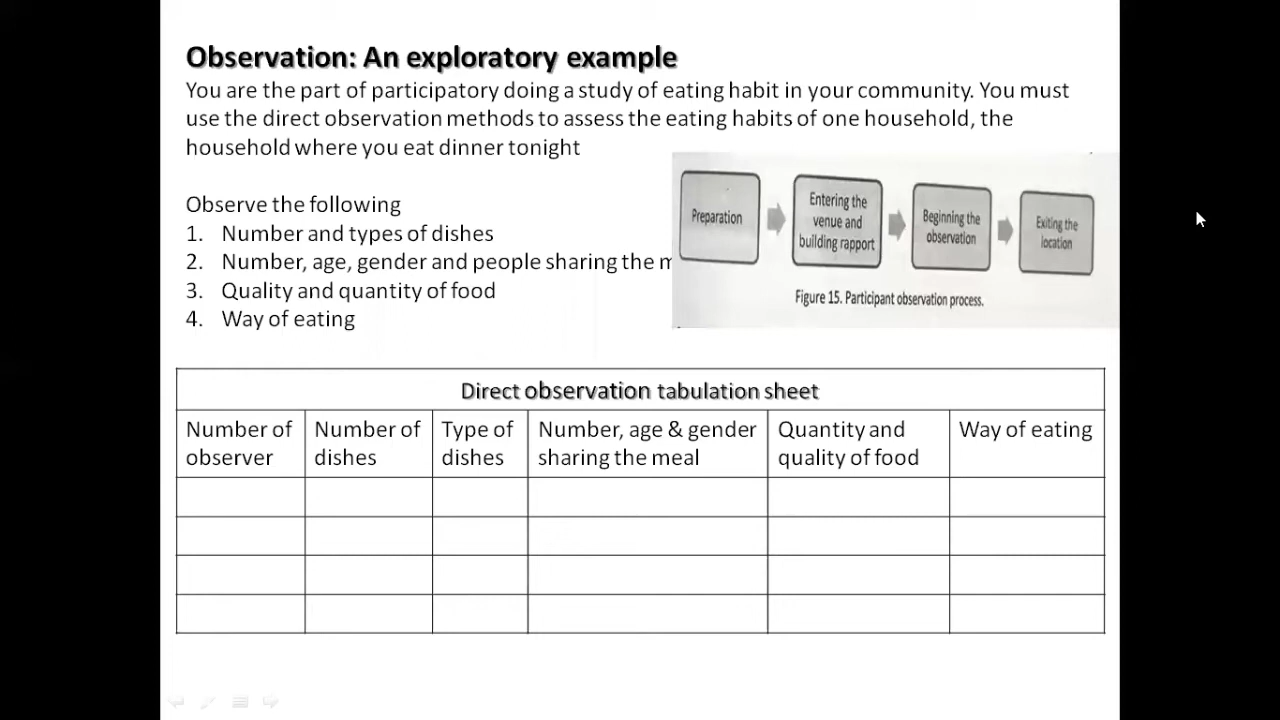 Observation: An exploratory example
You are the part of participatory doing a study of eating habit in your community. You must
use the direct observation methods to assess the eating habits of one household, the
household where you eat dinner tonight
Observe the following
1. Number and types of dishes
2. Number, age, gender and people sharing the m
3. Quality and quantity of food
4. Way of eating
Preparation
Entering the
venue and
building rapport
Beginning the
observation
Exiting the
location
Figure 15. Participant observation process.
Direct observation tabulation sheet
Number of
observer
Number of
dishes
Type of
dishes
Number, age & gender
sharing the meal
Quantity and
quality of food
Way of eating